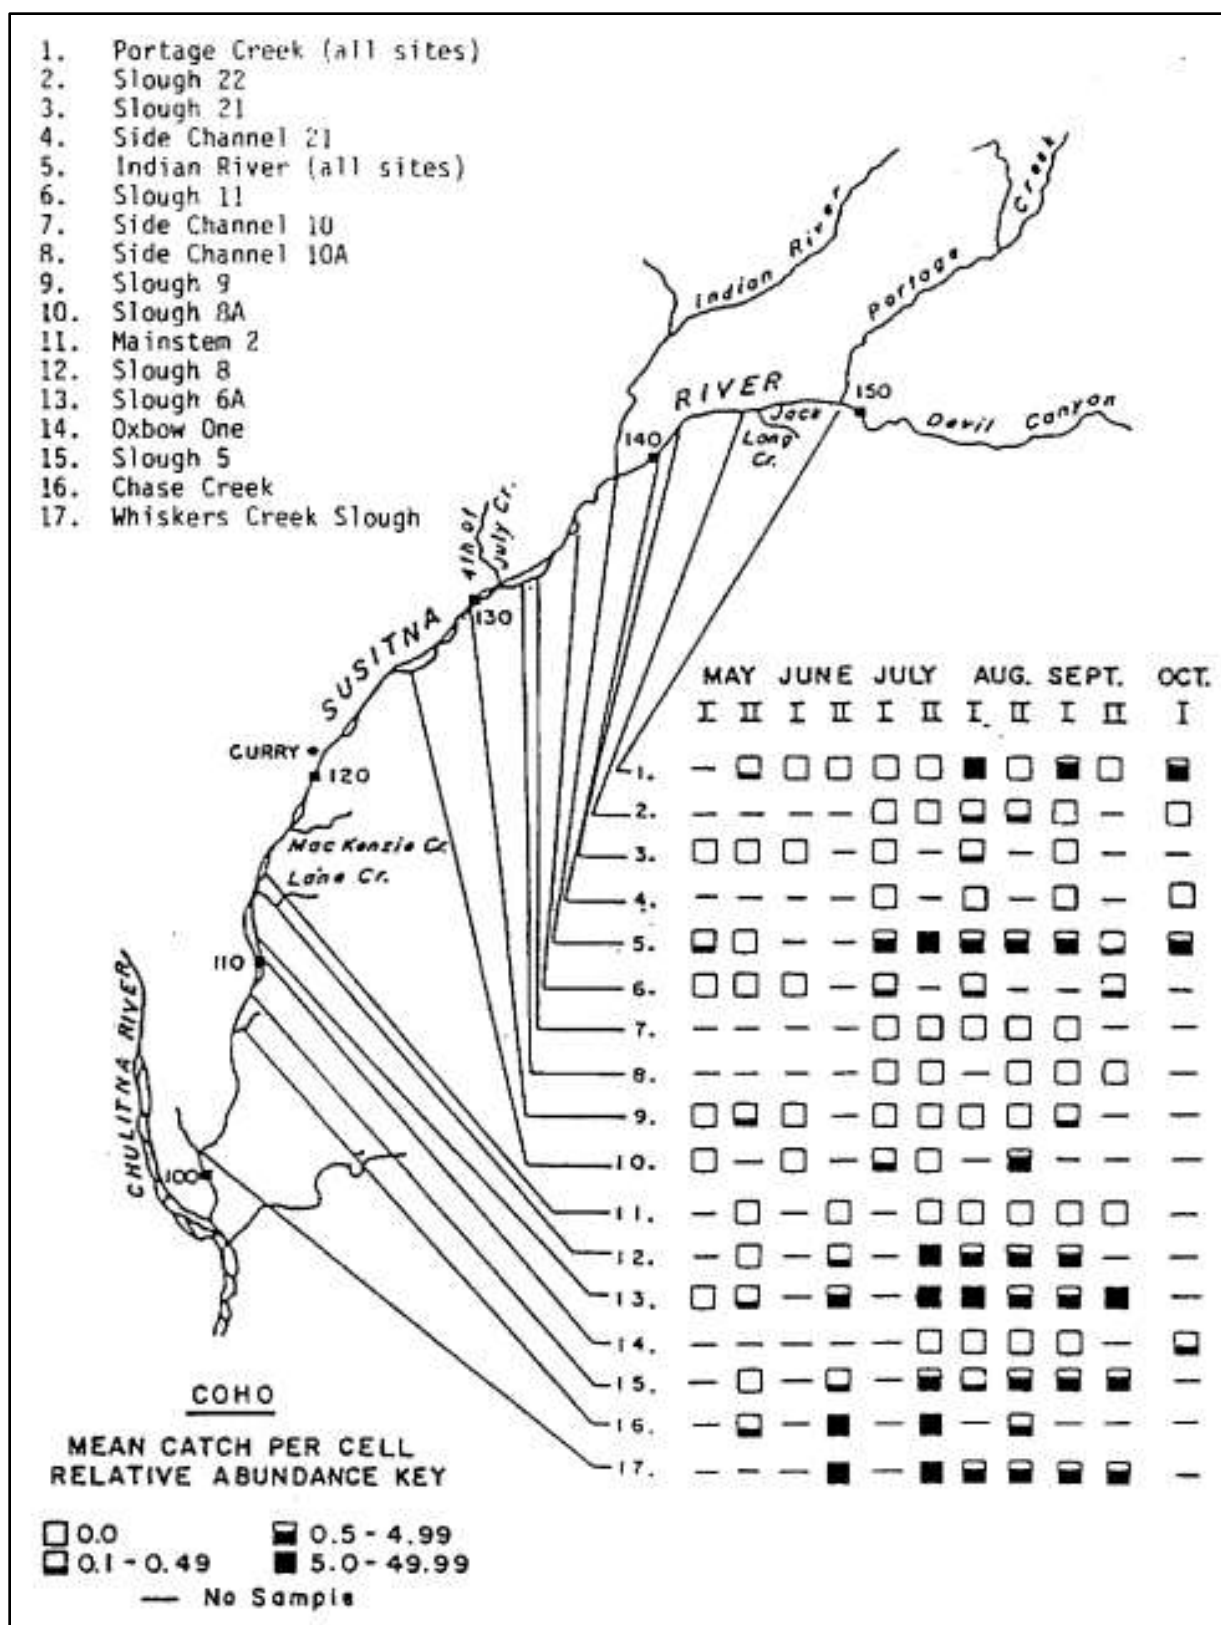 1. Portage Creek (all sites)
2. Slough 22
3. Slough 21
4. Side Channel 21
5. Indian River (all sites)
6. Slough 11
7. Side Channel 10
8. Side Channel 10A
9. Slough 9
10. Slough 8A
11. Mainstem 2
12. Slough 8
13. Slough 6A
14. Oxbow One
15. Slough 5
16. Chase Creek
17. Whiskers Creek Slough
Indian River
Portage Creek
RIVER
150
Jack
Long
Cr.
Devil Canyon
140
4th of
July Cr.
130
SUSITNA
CURRY
120
MacKenzie Cr.
Lane Cr.
110
CHULITNA RIVER
100
MAY JUNE JULY AUG. SEPT. OCT.
I II I II I II I. II I II I
1. —
2. — — — — —
3. — — — —
4. — — — — — —
5. — —
6. — — — — —
7. — — — — — —
8. — — — — — —
9. — — —
10. — — — — — —
11. — — — —
12. — — — — —
13. — — —
14. — — — — — —
15. — — — —
16. — — — — — — —
17. — — — — —
COHO
MEAN CATCH PER CELL
RELATIVE ABUNDANCE KEY
0.0
0.5 - 4.99
0.1 - 0.49
5.0 - 49.99
— No Sample